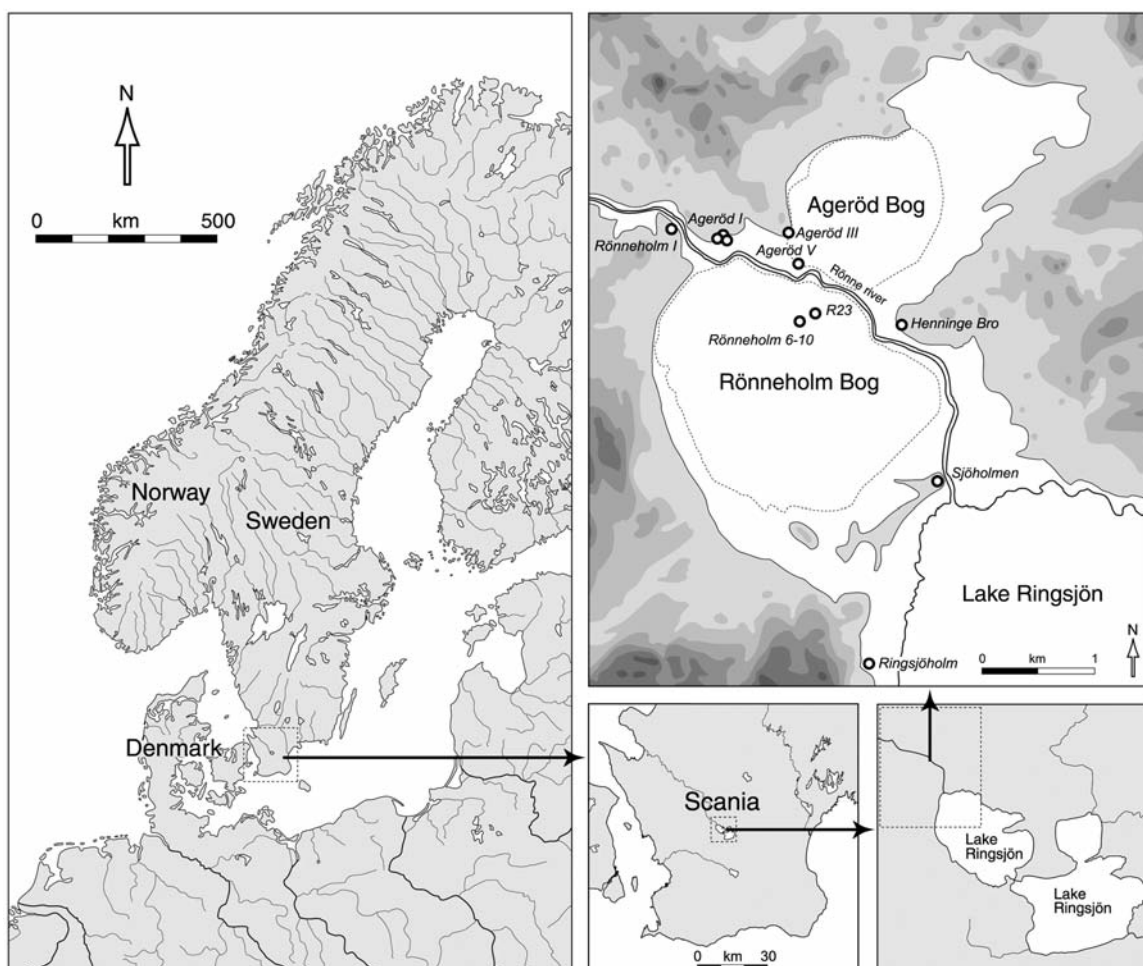 N
0 km 500
Norway
Sweden
Denmark
Ageröd Bog
Ageröd I
Ageröd III
Rönneholm I
Ageröd V
Rönne river
R23
Henninge Bro
Rönneholm 6-10
Rönneholm Bog
Sjöholmen
Lake Ringsjön
N
0 km 1
Ringsjöholm
Scania
0 km 30
Lake
Ringsjön
Lake
Ringsjön